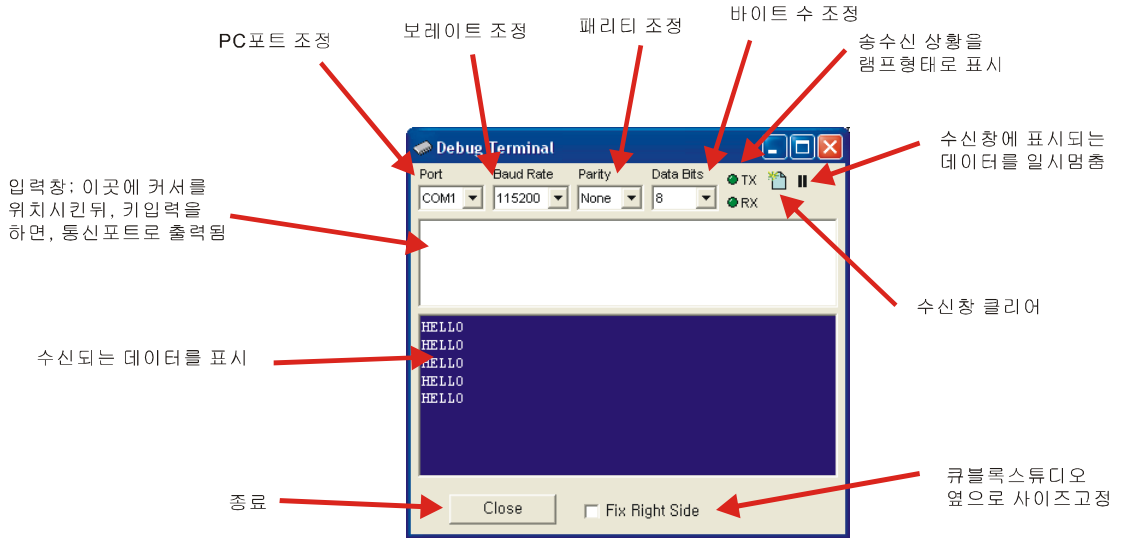 바이트 수 조정
패리티 조정
보레이트 조정
PC포트 조정
송수신 상황을
램프형태로 표시
수신창에 표시되는
데이터를 일시멈춤
입력창; 이곳에 커서를
위치시킨뒤, 키입력을
하면, 통신포트로 출력됨
Debug Terminal
Port Baud Rate Parity Data Bits
COM1 115200 None 8
TX
RX
수신창 클리어
수신되는 데이터를 표시
HELLO
HELLO
HELLO
HELLO
HELLO
큐블록스튜디오
옆으로 사이즈고정
종료
Close
Fix Right Side